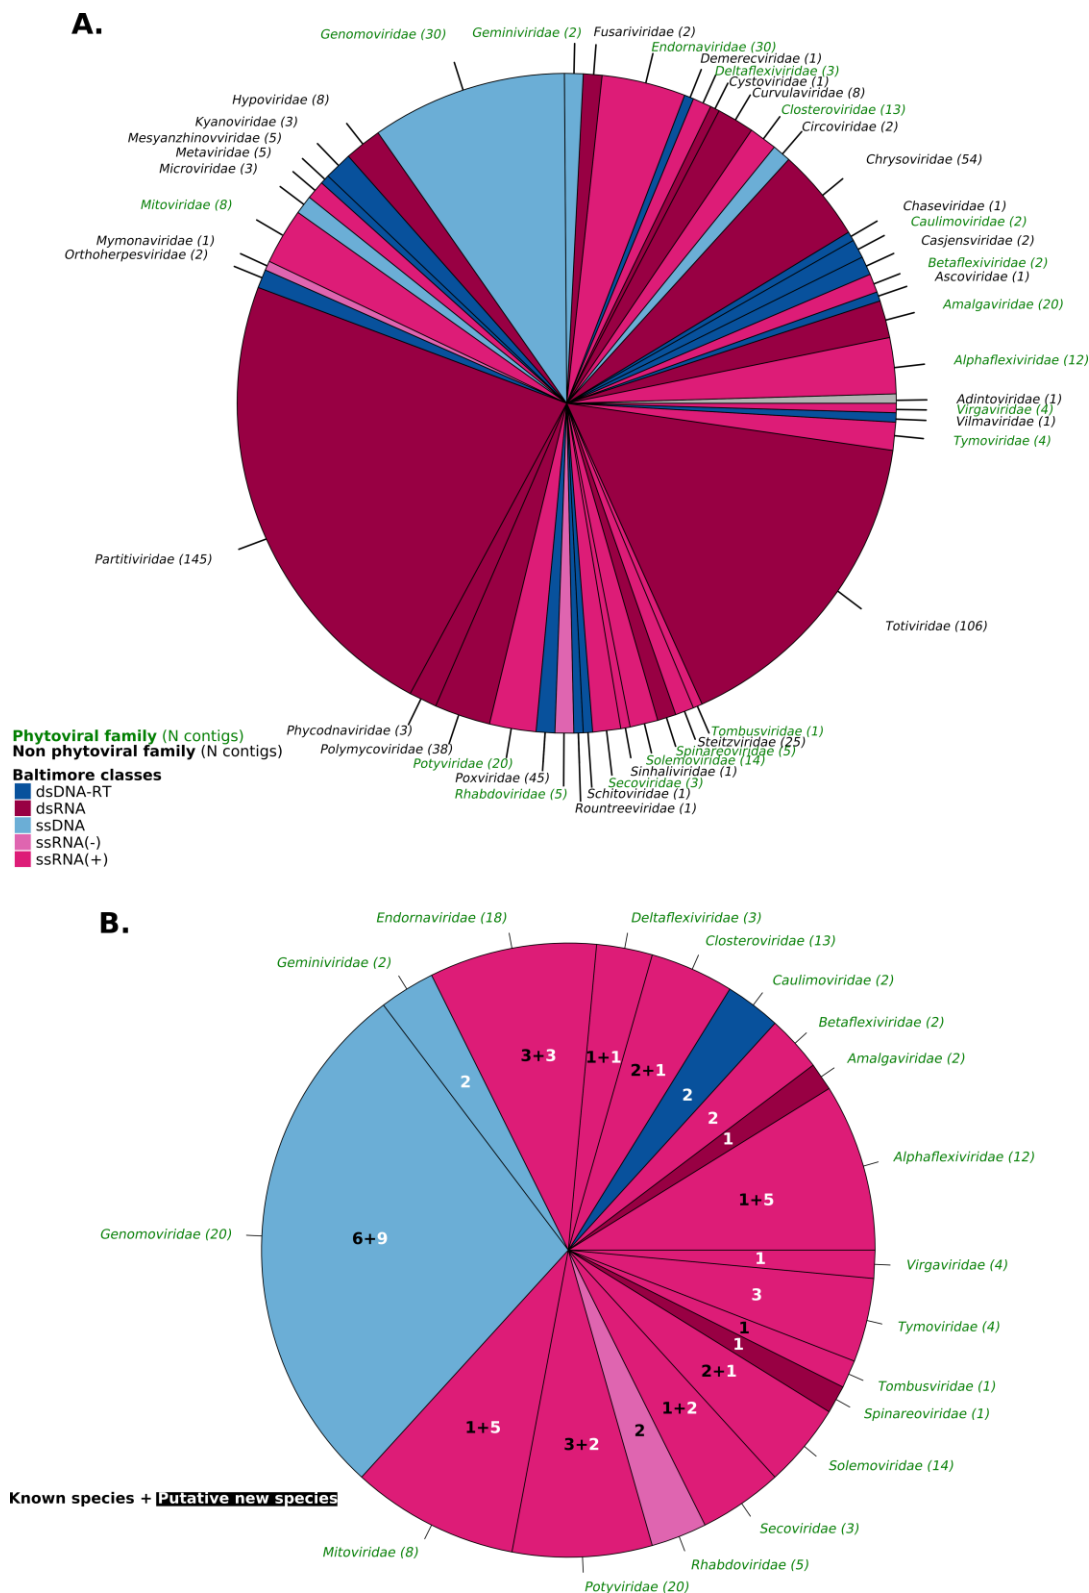 A.
Genomoviridae (30)
Geminiviridae (2)
Fusariviridae (2)
Endornaviridae (30)
Demerecviridae (1)
Deltaflexiviridae (3)
Cystoviridae (1)
Curvulaviridae (8)
Closteroviridae (13)
Circoviridae (2)
Chrysoviridae (54)
Chaseviridae (1)
Caulimoviridae (2)
Casjensviridae (2)
Betaflexiviridae (2)
Ascoviridae (1)
Amalgaviridae (20)
Alphaflexiviridae (12)
Adintoviridae (1)
Virgaviridae (4)
Vilmaviridae (1)
Tymoviridae (4)
Totiviridae (106)
Tombusviridae (1)
Steitzviridae (25)
Spinareoviridae (5)
Solemoviridae (14)
Sinhaliviridae (1)
Secoviridae (3)
Schitoviridae (1)
Rountreeviridae (1)
Rhabdoviridae (5)
Poxviridae (45)
Potyviridae (20)
Polymycoviridae (38)
Phycodnaviridae (3)
Partitiviridae (145)
Orthoherpesviridae (2)
Mymonaviridae (1)
Mitoviridae (8)
Microviridae (3)
Metaviridae (5)
Mesyanzhinovviridae (5)
Kyanoviridae (3)
Hypoviridae (8)
Phytoviral family (N contigs)
Non phytoviral family (N contigs)
Baltimore classes
dsDNA-RT
dsRNA
ssDNA
ssRNA(-)
ssRNA(+)
B.
Endornaviridae (18)
Deltaflexiviridae (3)
Closteroviridae (13)
Caulimoviridae (2)
Betaflexiviridae (2)
Amalgaviridae (2)
Alphaflexiviridae (12)
Virgaviridae (4)
Tymoviridae (4)
Tombusviridae (1)
Spinareoviridae (1)
Solemoviridae (14)
Secoviridae (3)
Rhabdoviridae (5)
Potyviridae (20)
Mitoviridae (8)
Genomoviridae (20)
Geminiviridae (2)
3+3
1+1
2+1
2
2
1
1+5
1
3
1
1
2+1
1+2
2
3+2
1+5
6+9
2
Known species + Putative new species